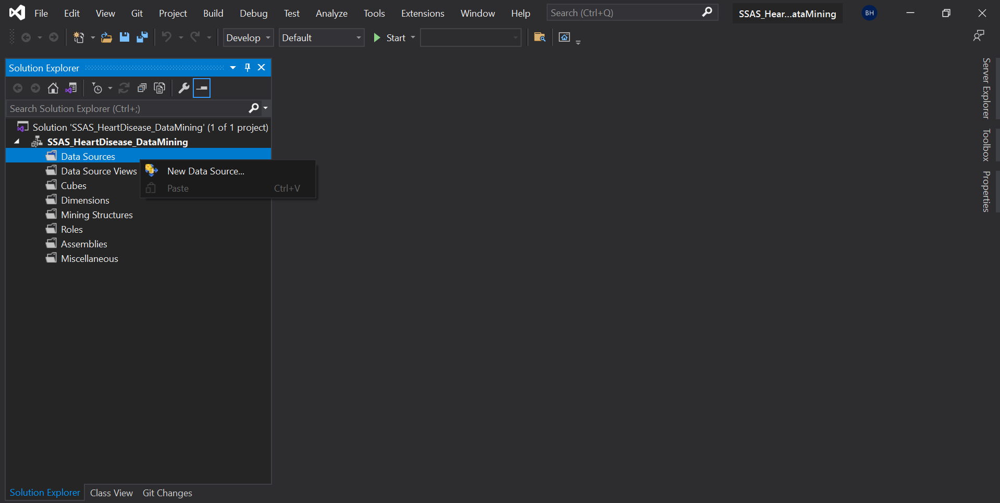 File Edit View Git Project Build Debug Test Analyze Tools Extensions Window Help Search (Ctrl+Q) SSAS_Hear...ataMining BH
Develop Default Start
Solution Explorer
Search Solution Explorer (Ctrl+;)
Solution 'SSAS_HeartDisease_DataMining' (1 of 1 project)
SSAS_HeartDisease_DataMining
Data Sources
Data Source Views
Cubes
Dimensions
Mining Structures
Roles
Assemblies
Miscellaneous
New Data Source...
Paste Ctrl+V
Solution Explorer Class View Git Changes
Server Explorer
Toolbox
Properties